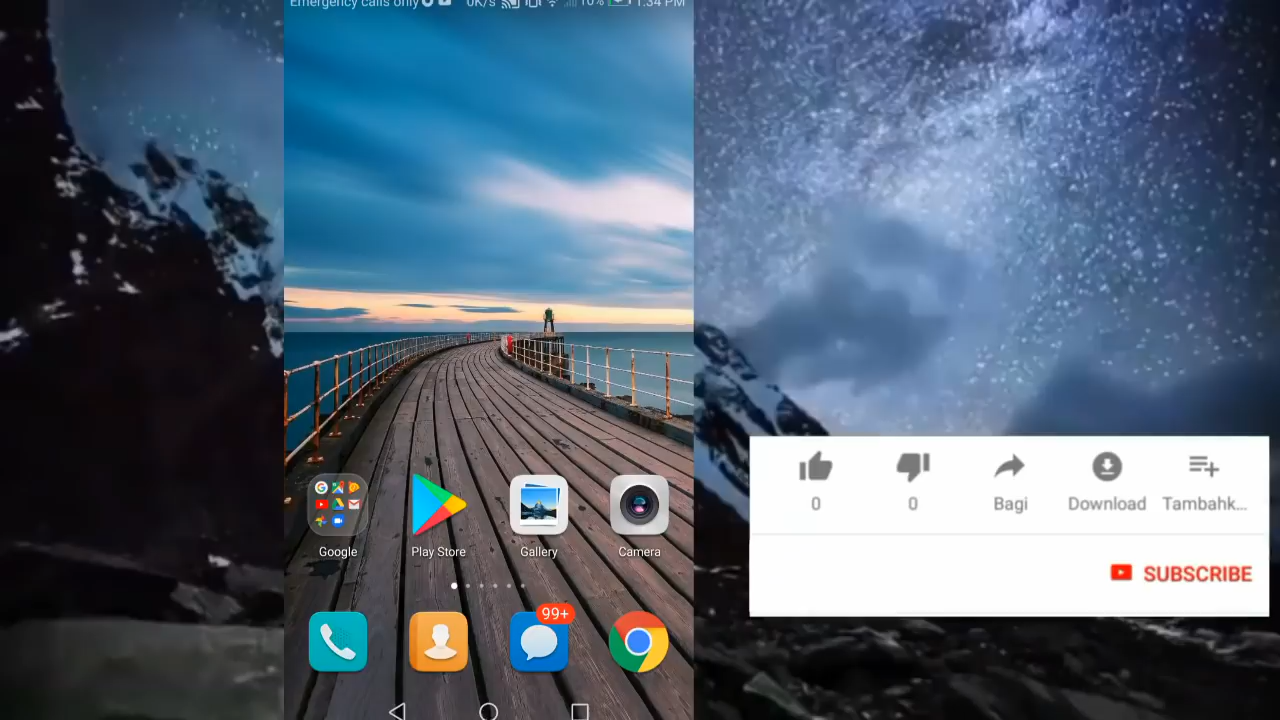 Emergency calls only 0K/s 10% 1:34 PM
Google Play Store Gallery Camera
99+
0 0 Bagi Download Tambahk...
SUBSCRIBE